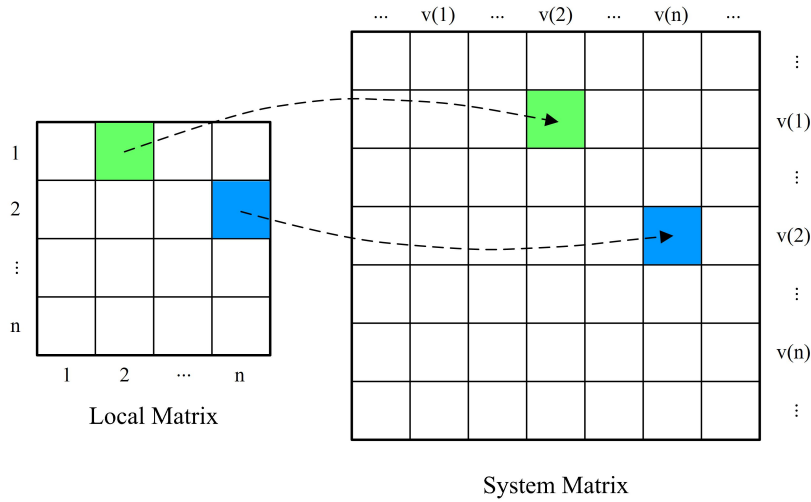 ... v(1) ... v(2) ... v(n) ...
⋮
v(1)
⋮
v(2)
⋮
v(n)
⋮
1
2
⋮
n
1 2 ... n
Local Matrix
System Matrix